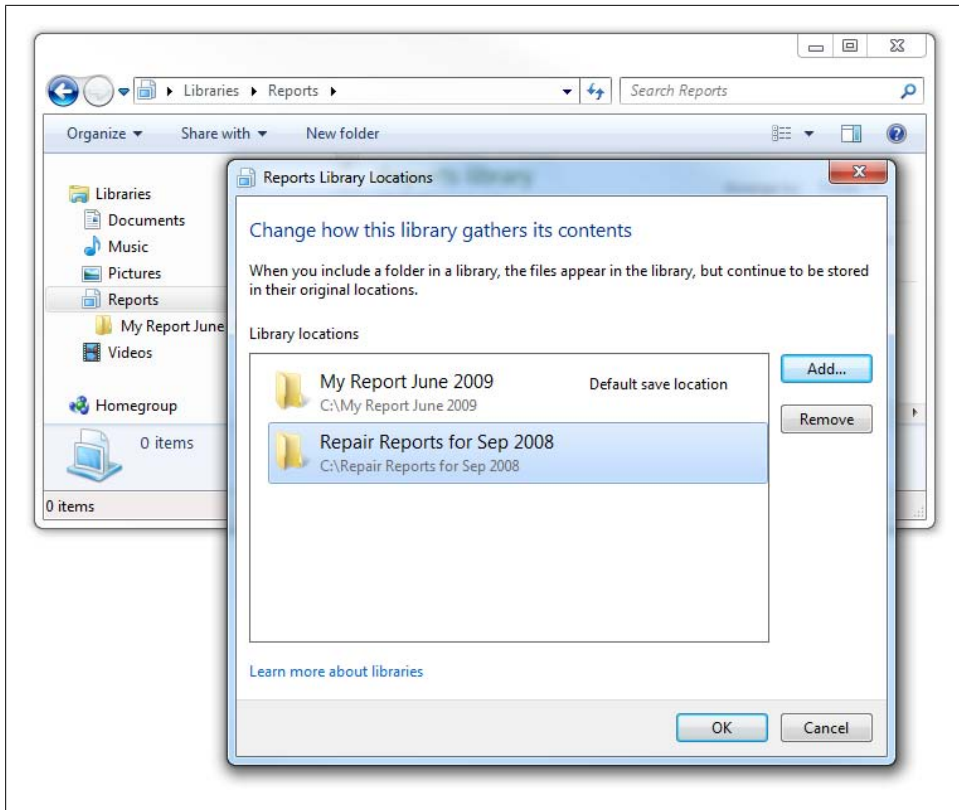 Libraries Reports
Search Reports
Organize Share with New folder
Libraries
Documents
Music
Pictures
Reports
My Report June
Videos
Homegroup
0 items
0 items
Reports Library Locations
Change how this library gathers its contents
When you include a folder in a library, the files appear in the library, but continue to be stored
in their original locations.
Library locations
My Report June 2009 Default save location
C:\My Report June 2009
Repair Reports for Sep 2008
C:\Repair Reports for Sep 2008
Add...
Remove
Learn more about libraries
OK Cancel